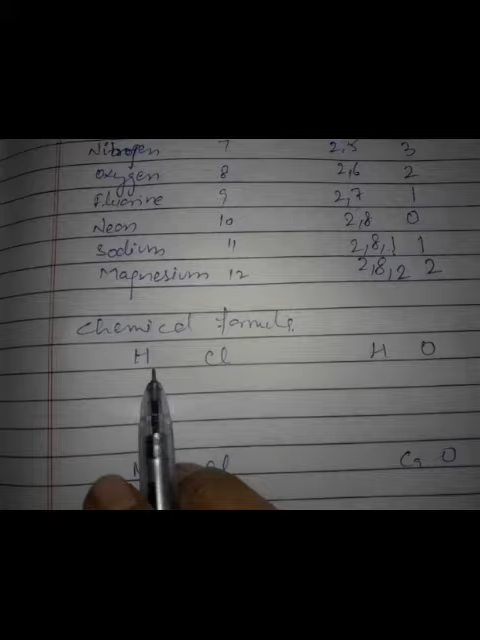 Nitrogen 7 2,5 3
Oxygen 8 2,6 2
Fluorine 9 2,7 1
Neon 10 2,8 0
Sodium 11 2,8,1 1
Magnesium 12 2,8,2 2
Chemical formula
H Cl H O
Ca O